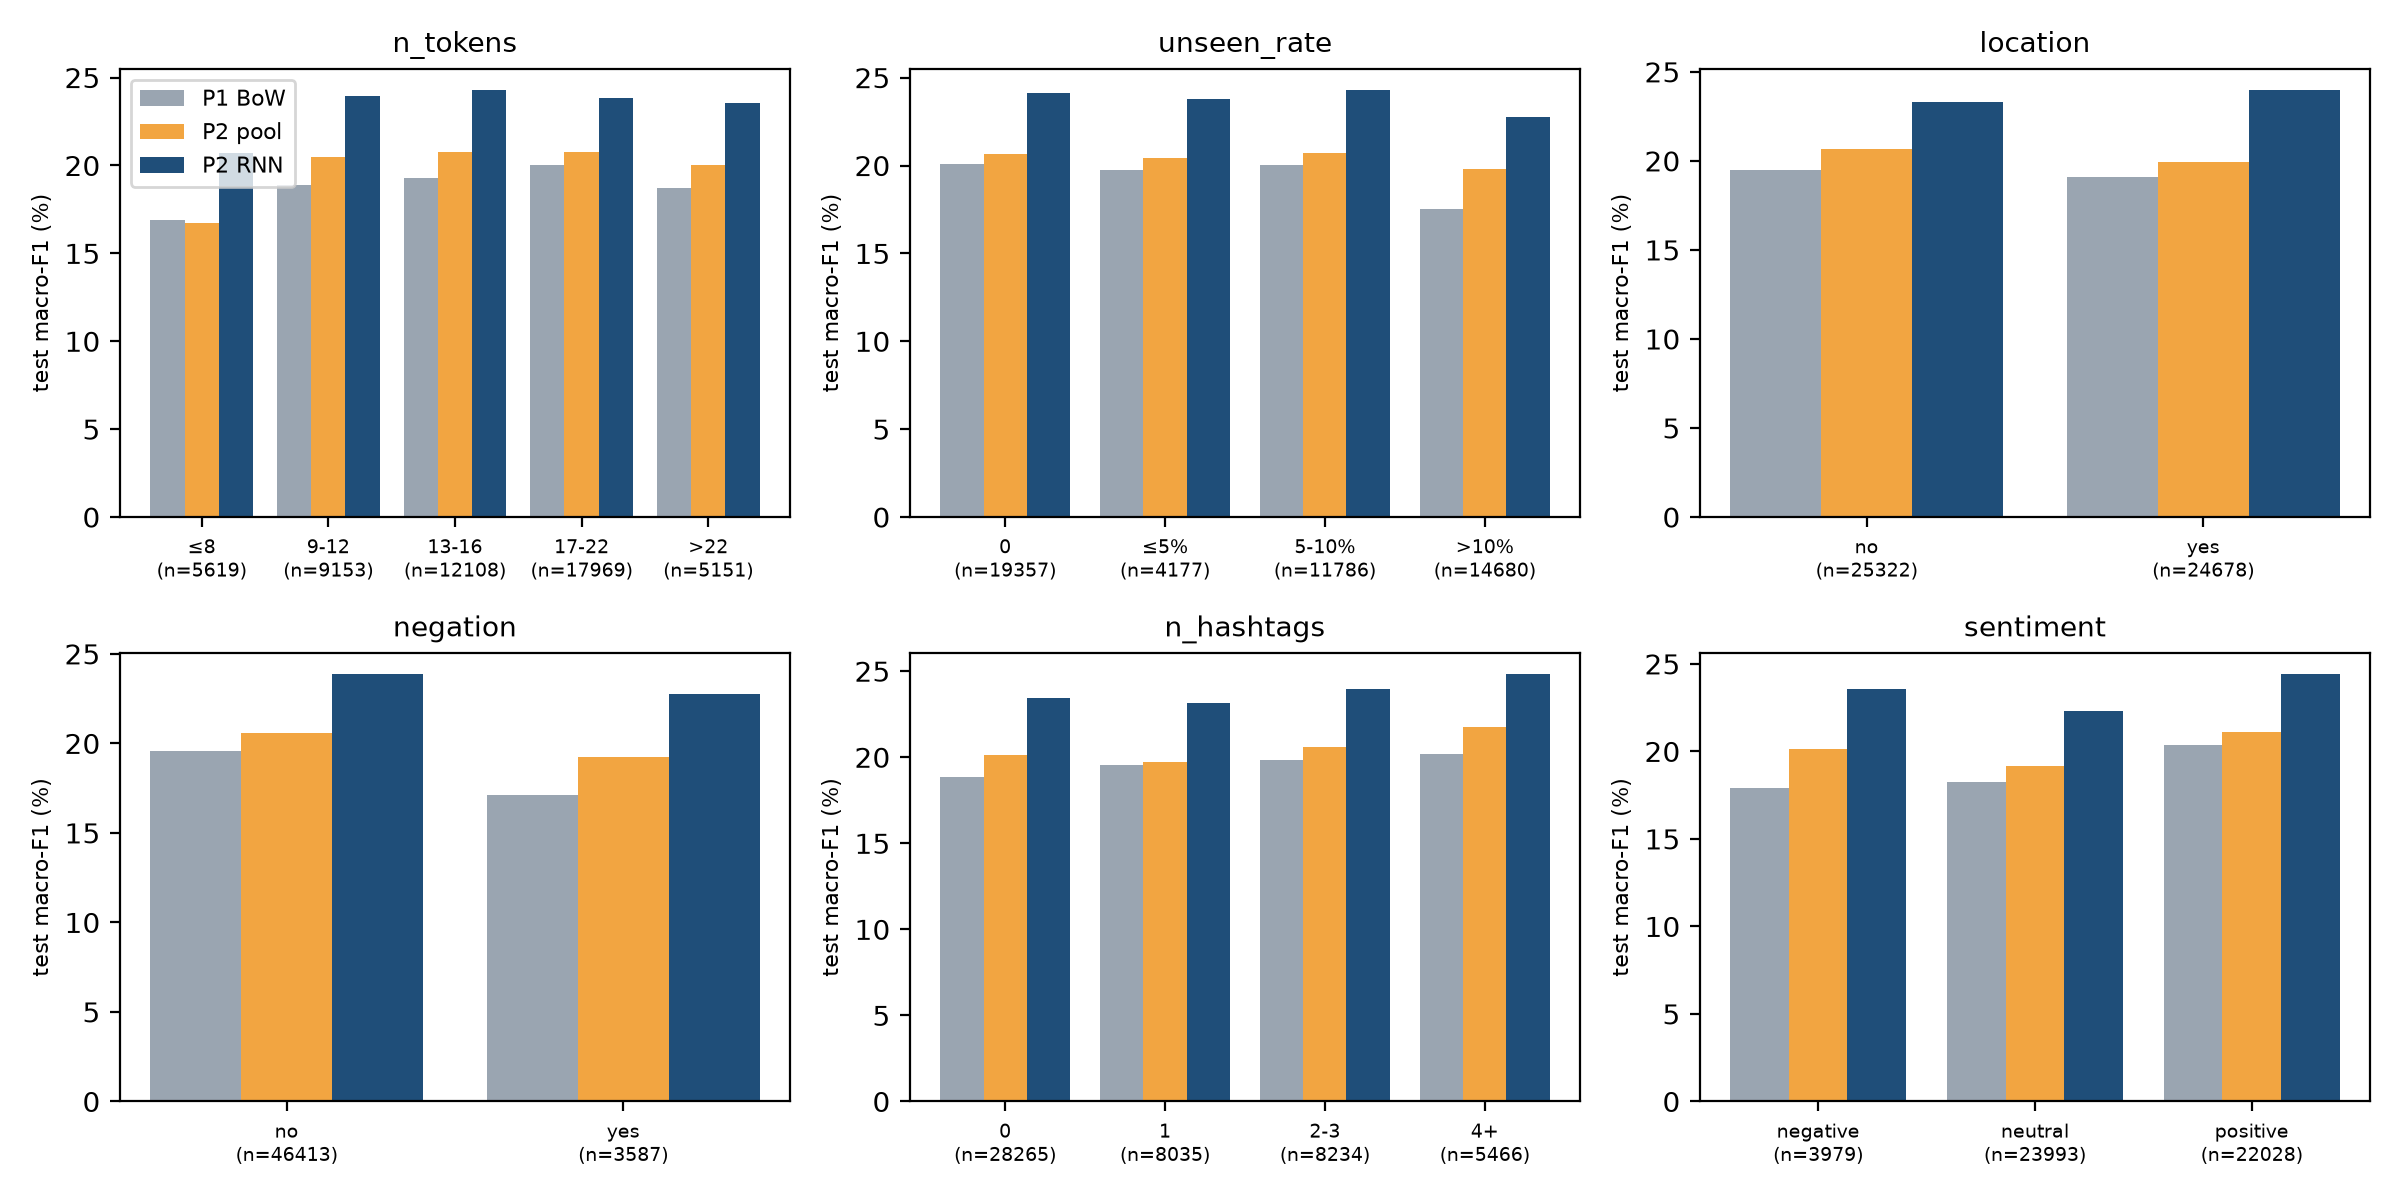 n_tokens
25
20
15
10
5
0
test macro-F1 (%)
P1 BoW
P2 pool
P2 RNN
≤8 9-12 13-16 17-22 >22
(n=5619) (n=9153) (n=12108) (n=17969) (n=5151)
unseen_rate
25
20
15
10
5
0
test macro-F1 (%)
0 ≤5% 5-10% >10%
(n=19357) (n=4177) (n=11786) (n=14680)
location
25
20
15
10
5
0
test macro-F1 (%)
no yes
(n=25322) (n=24678)
negation
25
20
15
10
5
0
test macro-F1 (%)
no yes
(n=46413) (n=3587)
n_hashtags
25
20
15
10
5
0
test macro-F1 (%)
0 1 2-3 4+
(n=28265) (n=8035) (n=8234) (n=5466)
sentiment
25
20
15
10
5
0
test macro-F1 (%)
negative neutral positive
(n=3979) (n=23993) (n=22028)